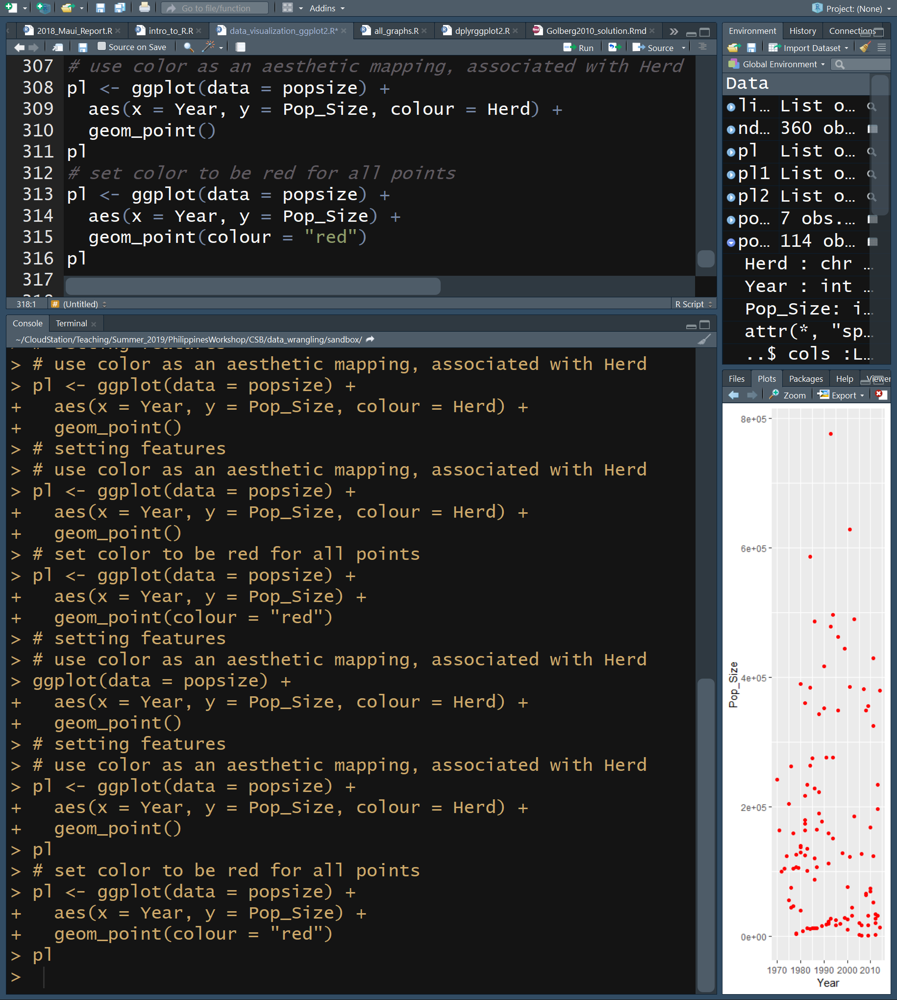 Go to file/function
Addins
Project: (None)
2018_Maui_Report.R
intro_to_R.R
data_visualization_ggplot2.R*
all_graphs.R
dplyrggplot2.R
Golberg2010_solution.Rmd
Source on Save
Run
Source
307 # use color as an aesthetic mapping, associated with Herd
308 pl <- ggplot(data = popsize) +
309   aes(x = Year, y = Pop_Size, colour = Herd) +
310   geom_point()
311 pl
312 # set color to be red for all points
313 pl <- ggplot(data = popsize) +
314   aes(x = Year, y = Pop_Size) +
315   geom_point(colour = "red")
316 pl
317
318:1
# (Untitled)
R Script
Console
Terminal
~/CloudStation/Teaching/Summer_2019/PhilippinesWorkshop/CSB/data_wrangling/sandbox/
> # setting features
> # use color as an aesthetic mapping, associated with Herd
> pl <- ggplot(data = popsize) +
+   aes(x = Year, y = Pop_Size, colour = Herd) +
+   geom_point()
> # setting features
> # use color as an aesthetic mapping, associated with Herd
> pl <- ggplot(data = popsize) +
+   aes(x = Year, y = Pop_Size, colour = Herd) +
+   geom_point()
> # set color to be red for all points
> pl <- ggplot(data = popsize) +
+   aes(x = Year, y = Pop_Size) +
+   geom_point(colour = "red")
> # setting features
> # use color as an aesthetic mapping, associated with Herd
> ggplot(data = popsize) +
+   aes(x = Year, y = Pop_Size, colour = Herd) +
+   geom_point()
> # setting features
> # use color as an aesthetic mapping, associated with Herd
> pl <- ggplot(data = popsize) +
+   aes(x = Year, y = Pop_Size, colour = Herd) +
+   geom_point()
> pl
> # set color to be red for all points
> pl <- ggplot(data = popsize) +
+   aes(x = Year, y = Pop_Size) +
+   geom_point(colour = "red")
> pl
>
Environment
History
Connections
Import Dataset
Global Environment
Data
li… List o…
nd… 360 ob…
pl List o…
pl1 List o…
pl2 List o…
po… 7 obs.…
po… 114 ob…
Herd : chr …
Year : int …
Pop_Size: i…
attr(*, "sp…
..$ cols :L…
Files
Plots
Packages
Help
Viewer
Zoom
Export
8e+05
6e+05
4e+05
2e+05
0e+00
Pop_Size
1970 1980 1990 2000 2010
Year